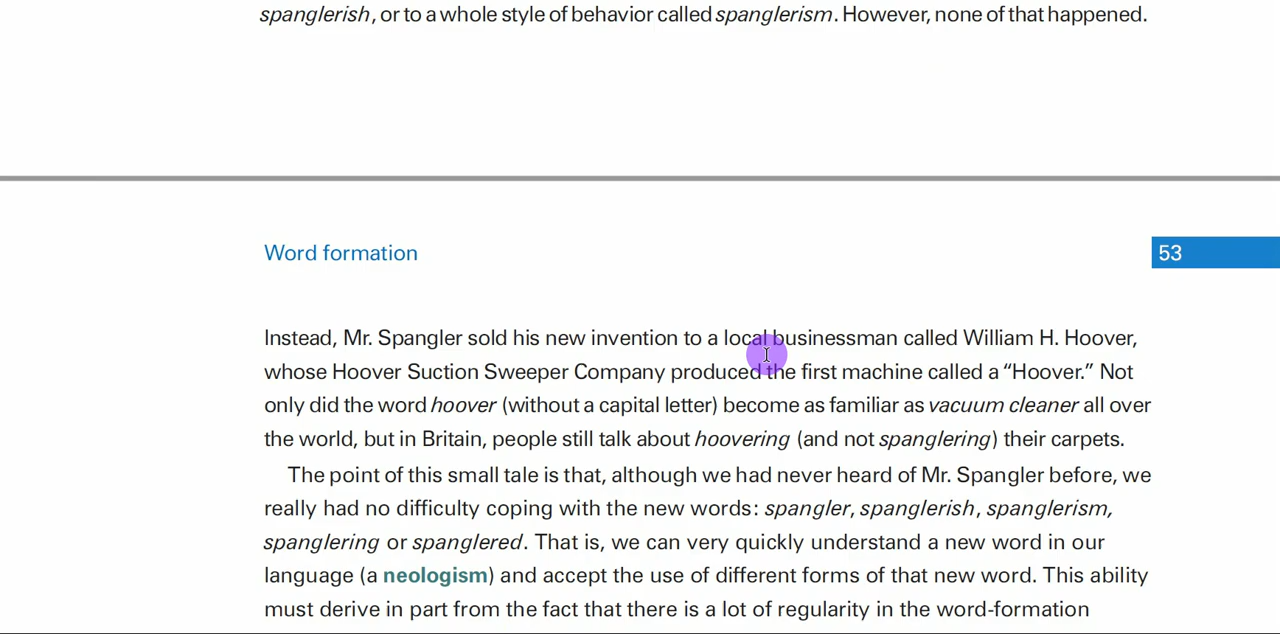 spanglerish, or to a whole style of behavior called spanglerism. However, none of that happened.
Word formation
53
Instead, Mr. Spangler sold his new invention to a local businessman called William H. Hoover,
whose Hoover Suction Sweeper Company produced the first machine called a “Hoover.” Not
only did the word hoover (without a capital letter) become as familiar as vacuum cleaner all over
the world, but in Britain, people still talk about hoovering (and not spanglering) their carpets.
The point of this small tale is that, although we had never heard of Mr. Spangler before, we
really had no difficulty coping with the new words: spangler, spanglerish, spanglerism,
spanglering or spanglered. That is, we can very quickly understand a new word in our
language (a neologism) and accept the use of different forms of that new word. This ability
must derive in part from the fact that there is a lot of regularity in the word-formation